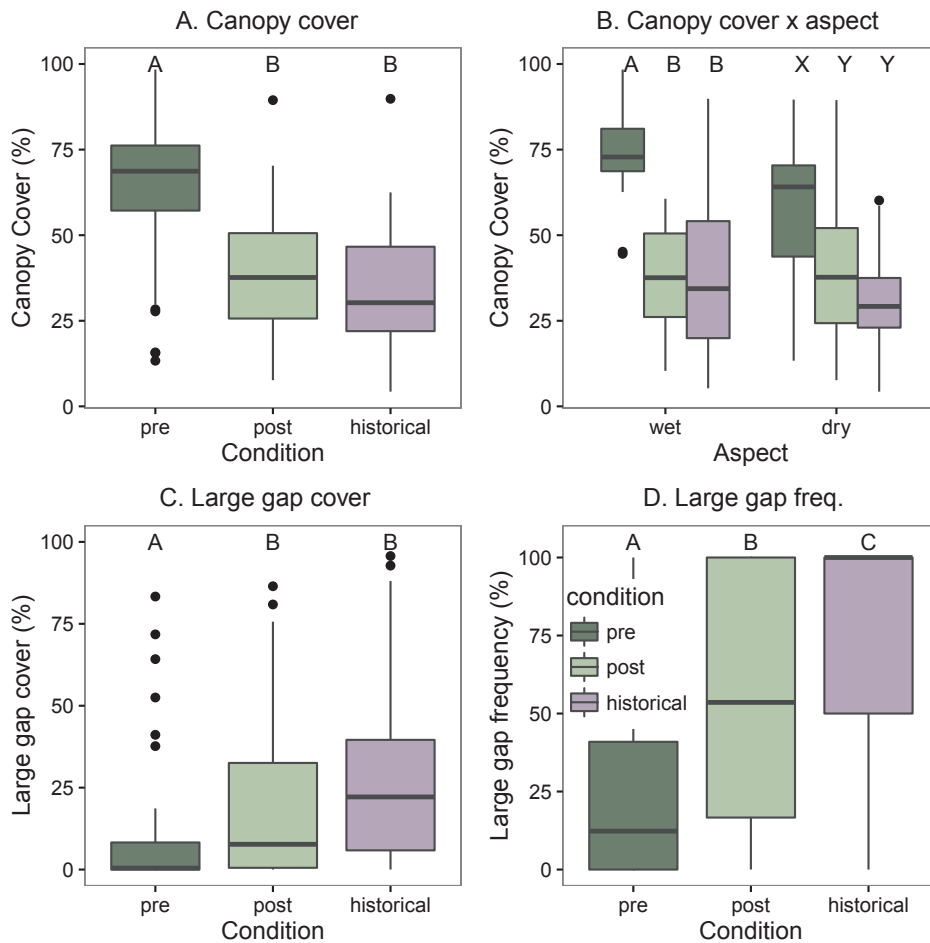 A. Canopy cover
Canopy Cover (%)
100
75
50
25
0
A B B
pre post historical
Condition
B. Canopy cover x aspect
Canopy Cover (%)
100
75
50
25
0
A B B X Y Y
wet dry
Aspect
C. Large gap cover
Large gap cover (%)
100
75
50
25
0
A B B
pre post historical
Condition
D. Large gap freq.
Large gap frequency (%)
100
75
50
25
0
A B C
condition
pre
post
historical
pre post historical
Condition